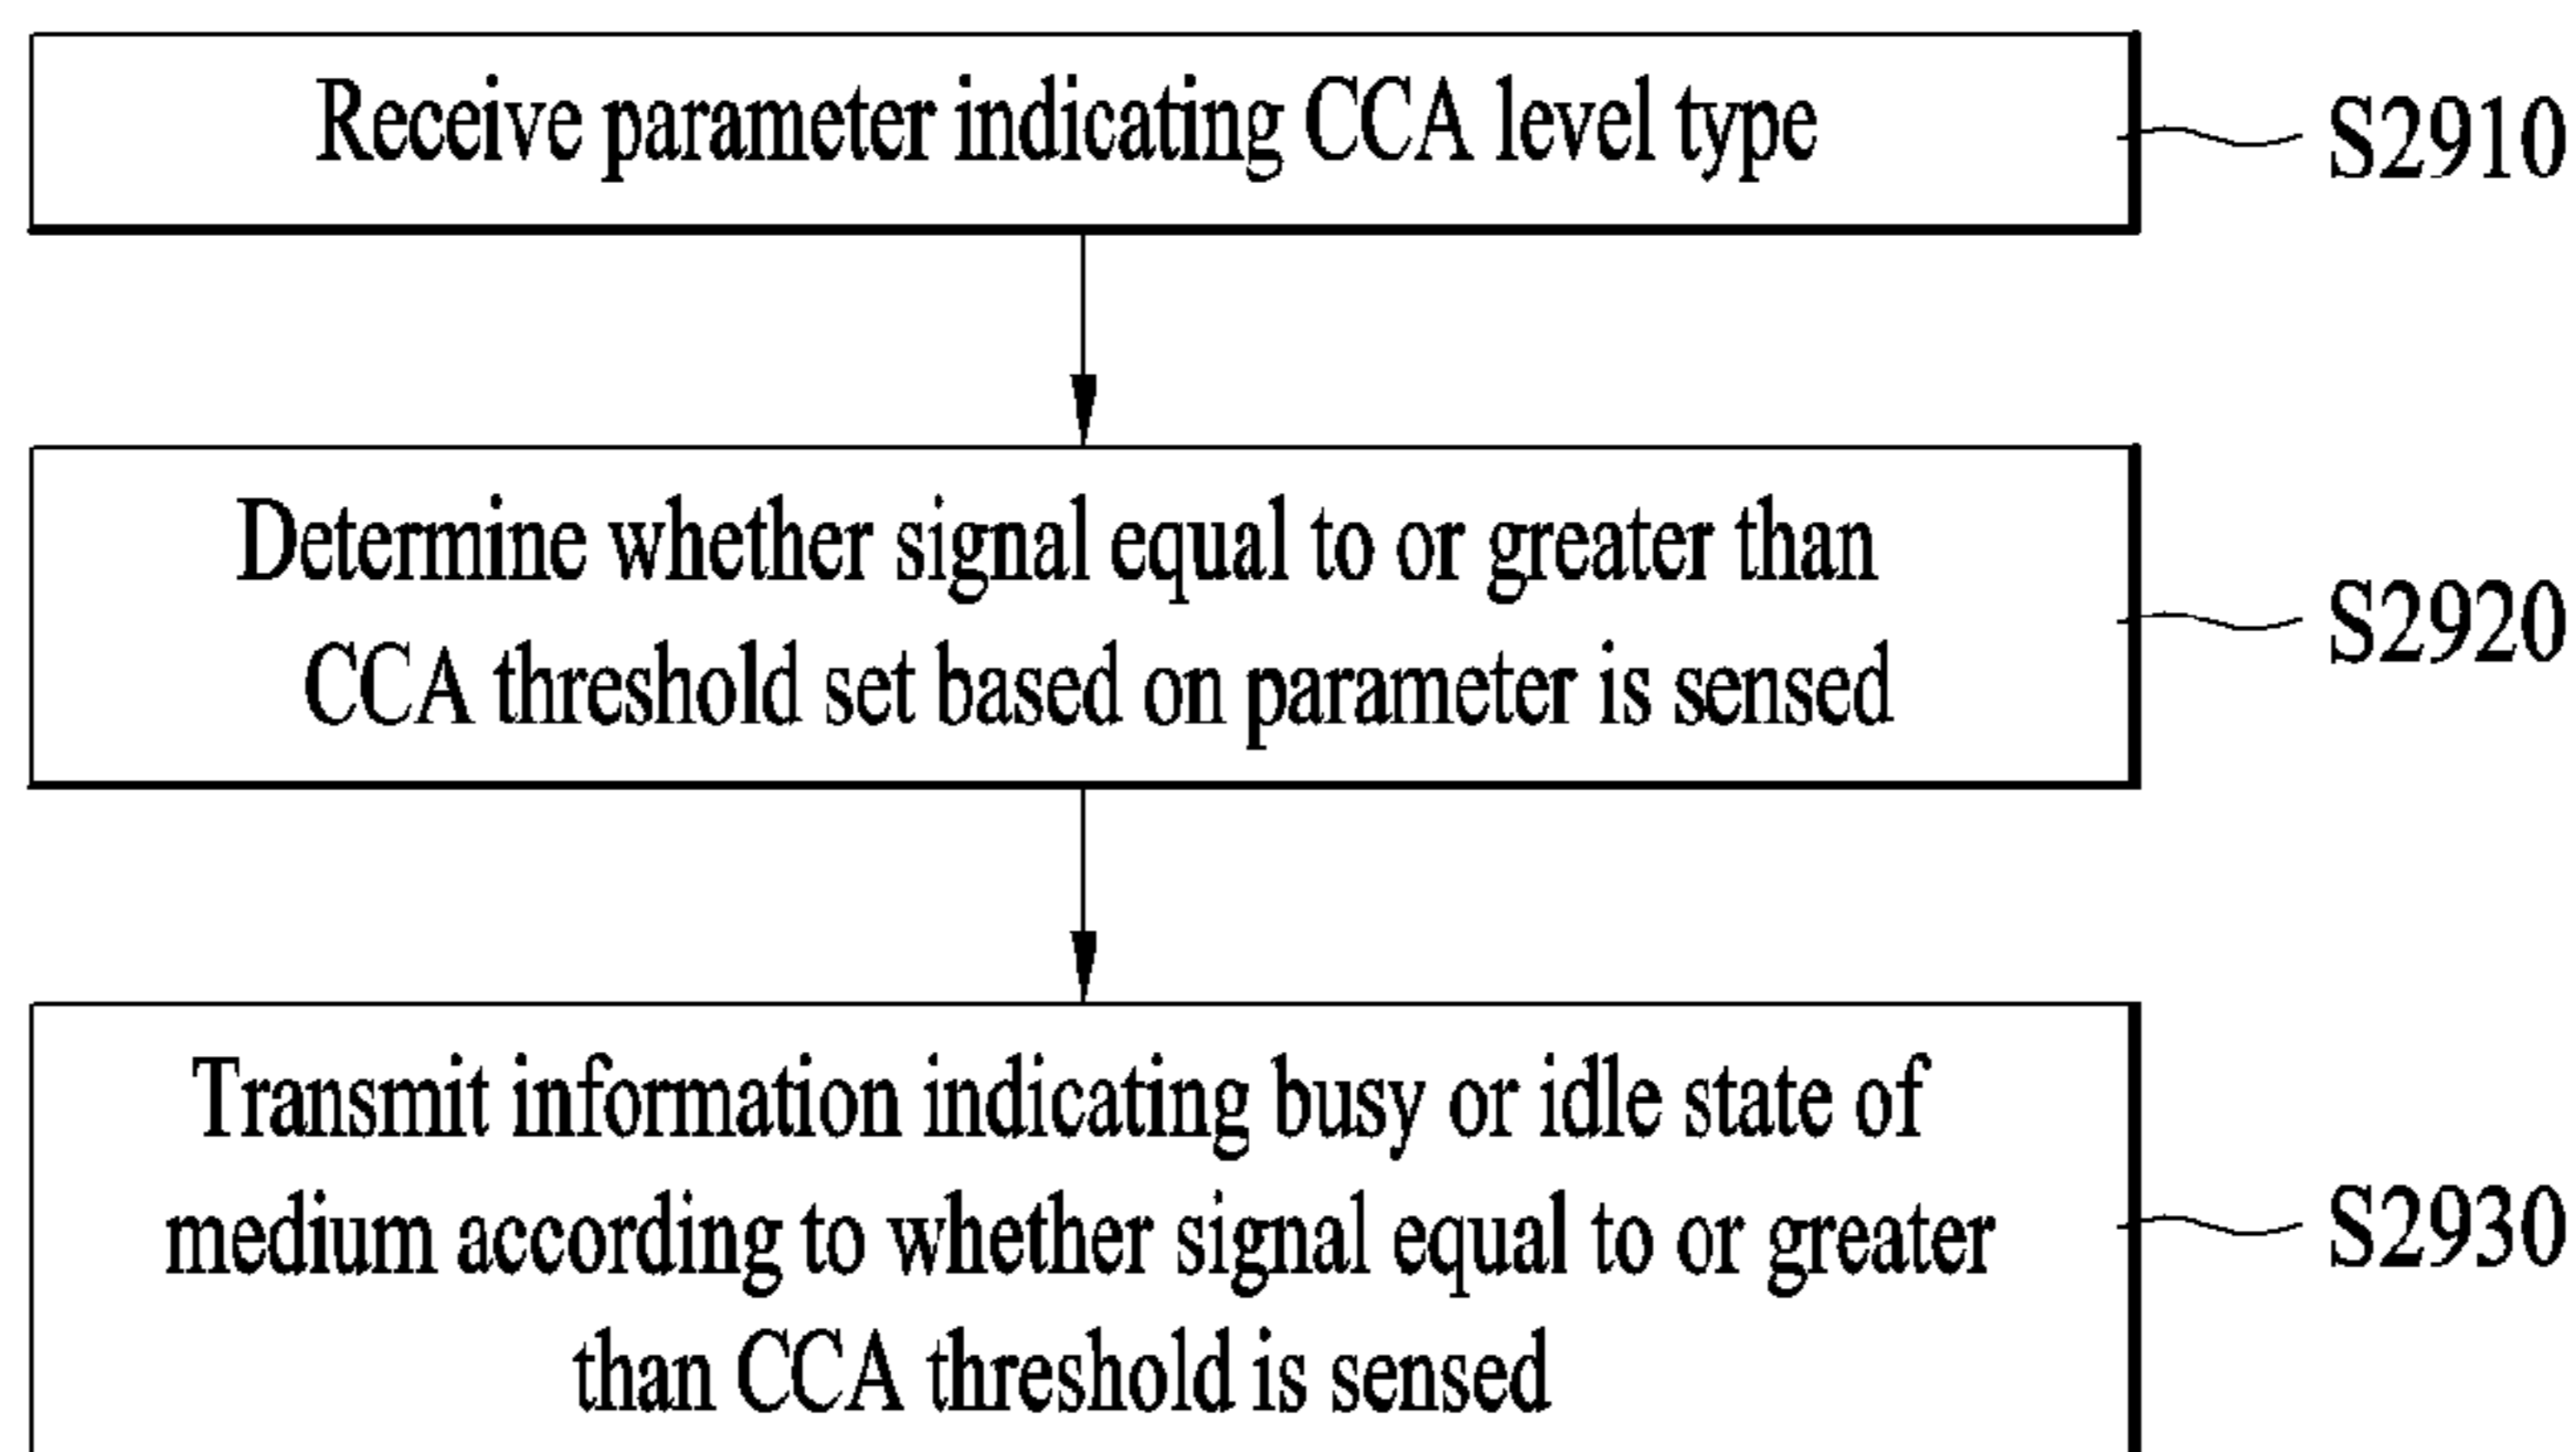 Receive parameter indicating CCA level type
S2910
Determine whether signal equal to or greater than
CCA threshold set based on parameter is sensed
S2920
Transmit information indicating busy or idle state of
medium according to whether signal equal to or greater
than CCA threshold is sensed
S2930